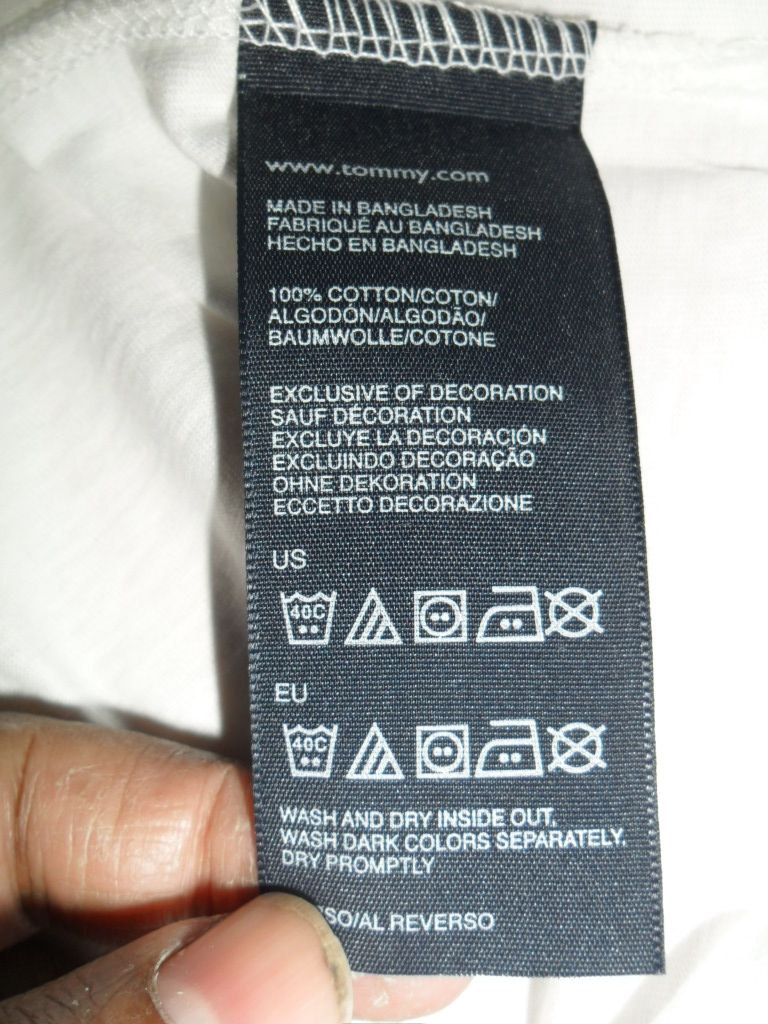 www.tommy.com
MADE IN BANGLADESH
FABRIQUÉ AU BANGLADESH
HECHO EN BANGLADESH
100% COTTON/COTON/
ALGODÓN/ALGODÃO/
BAUMWOLLE/COTONE
EXCLUSIVE OF DECORATION
SAUF DÉCORATION
EXCLUYE LA DECORACIÓN
EXCLUINDO DECORAÇÃO
OHNE DEKORATION
ECCETTO DECORAZIONE
US
40C
EU
40C
WASH AND DRY INSIDE OUT,
WASH DARK COLORS SEPARATELY.
DRY PROMPTLY
/AL REVERSO